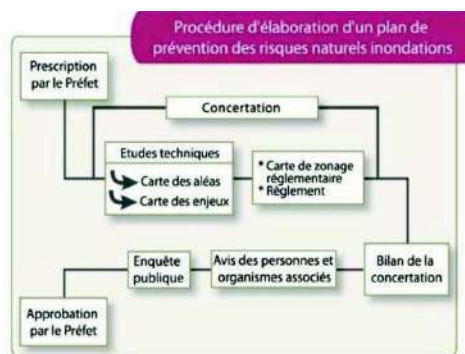 Procédure d'élaboration d'un plan de
prévention des risques naturels inondations
Prescription
par le Préfet
Concertation
Etudes techniques
Carte des aléas
Carte des enjeux
* Carte de zonage
réglementaire
* Règlement
Bilan de la
concertation
Avis des personnes et
organismes associés
Enquête
publique
Approbation
par le Préfet